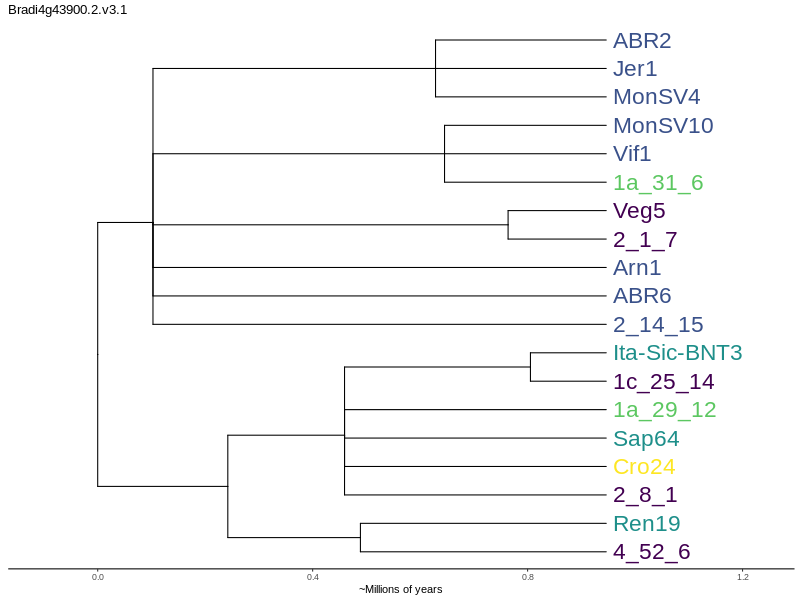 Bradi4g43900.2.v3.1
ABR2
Jer1
MonSV4
MonSV10
Vif1
1a_31_6
Veg5
2_1_7
Arn1
ABR6
2_14_15
Ita-Sic-BNT3
1c_25_14
1a_29_12
Sap64
Cro24
2_8_1
Ren19
4_52_6
0.0 0.4 0.8 1.2
~Millions of years